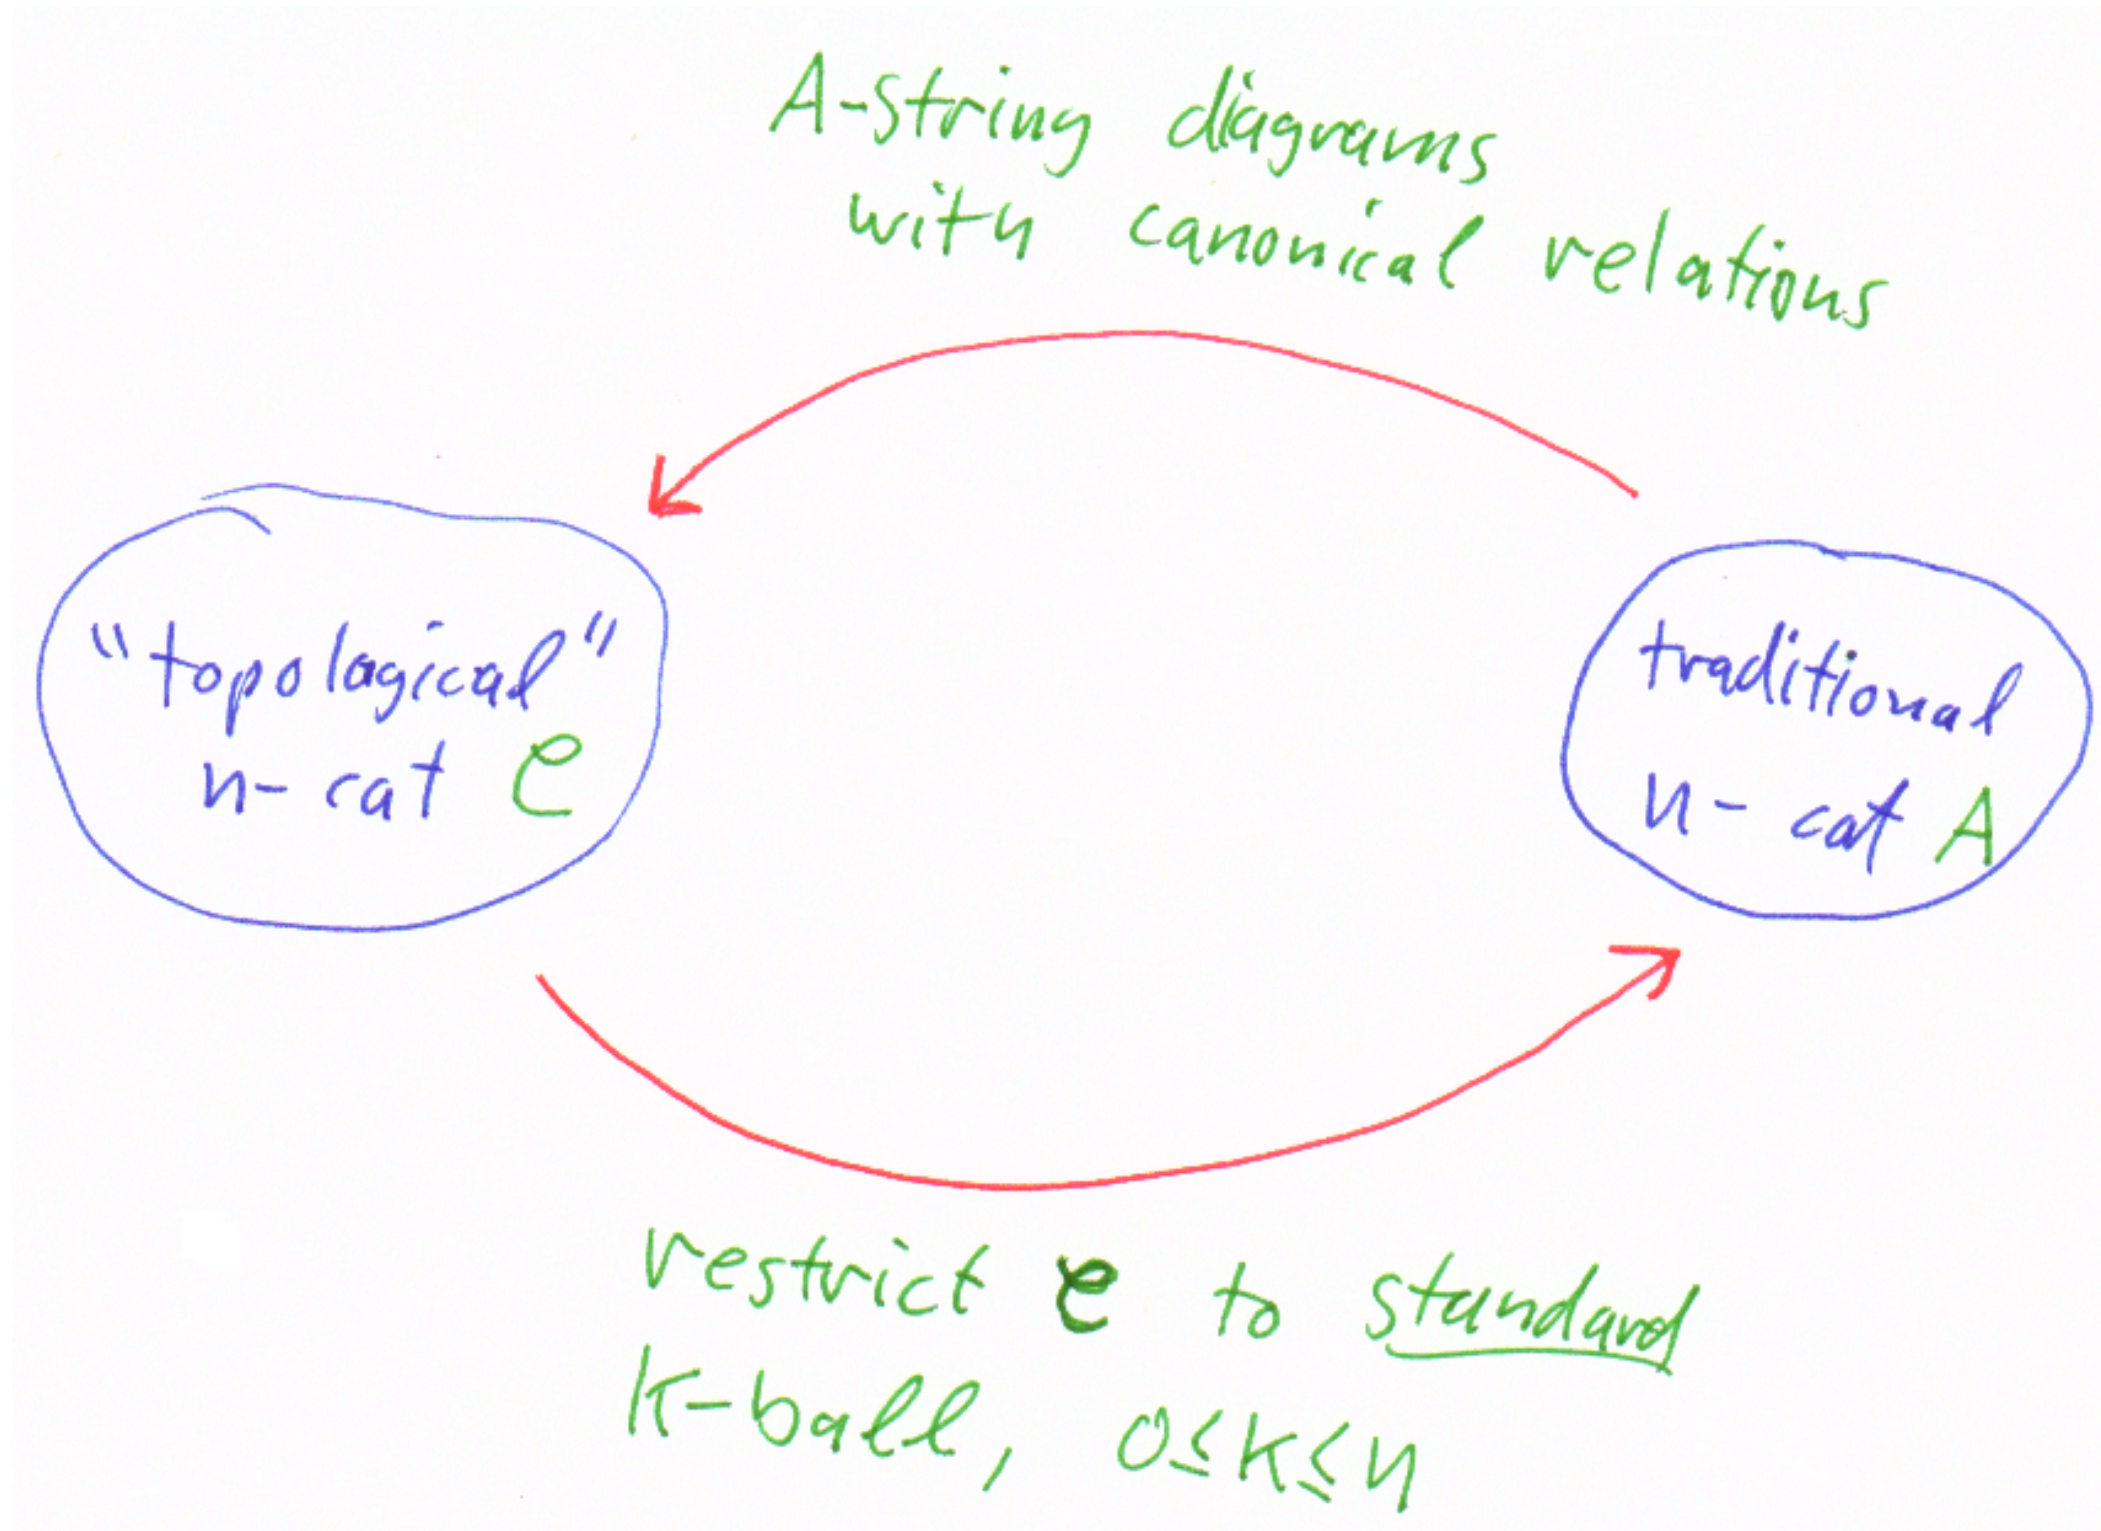 A-string diagrams
with canonical relations
"topological"
n-cat C
traditional
n-cat A
restrict C to standard
k-ball, 0≤k≤n